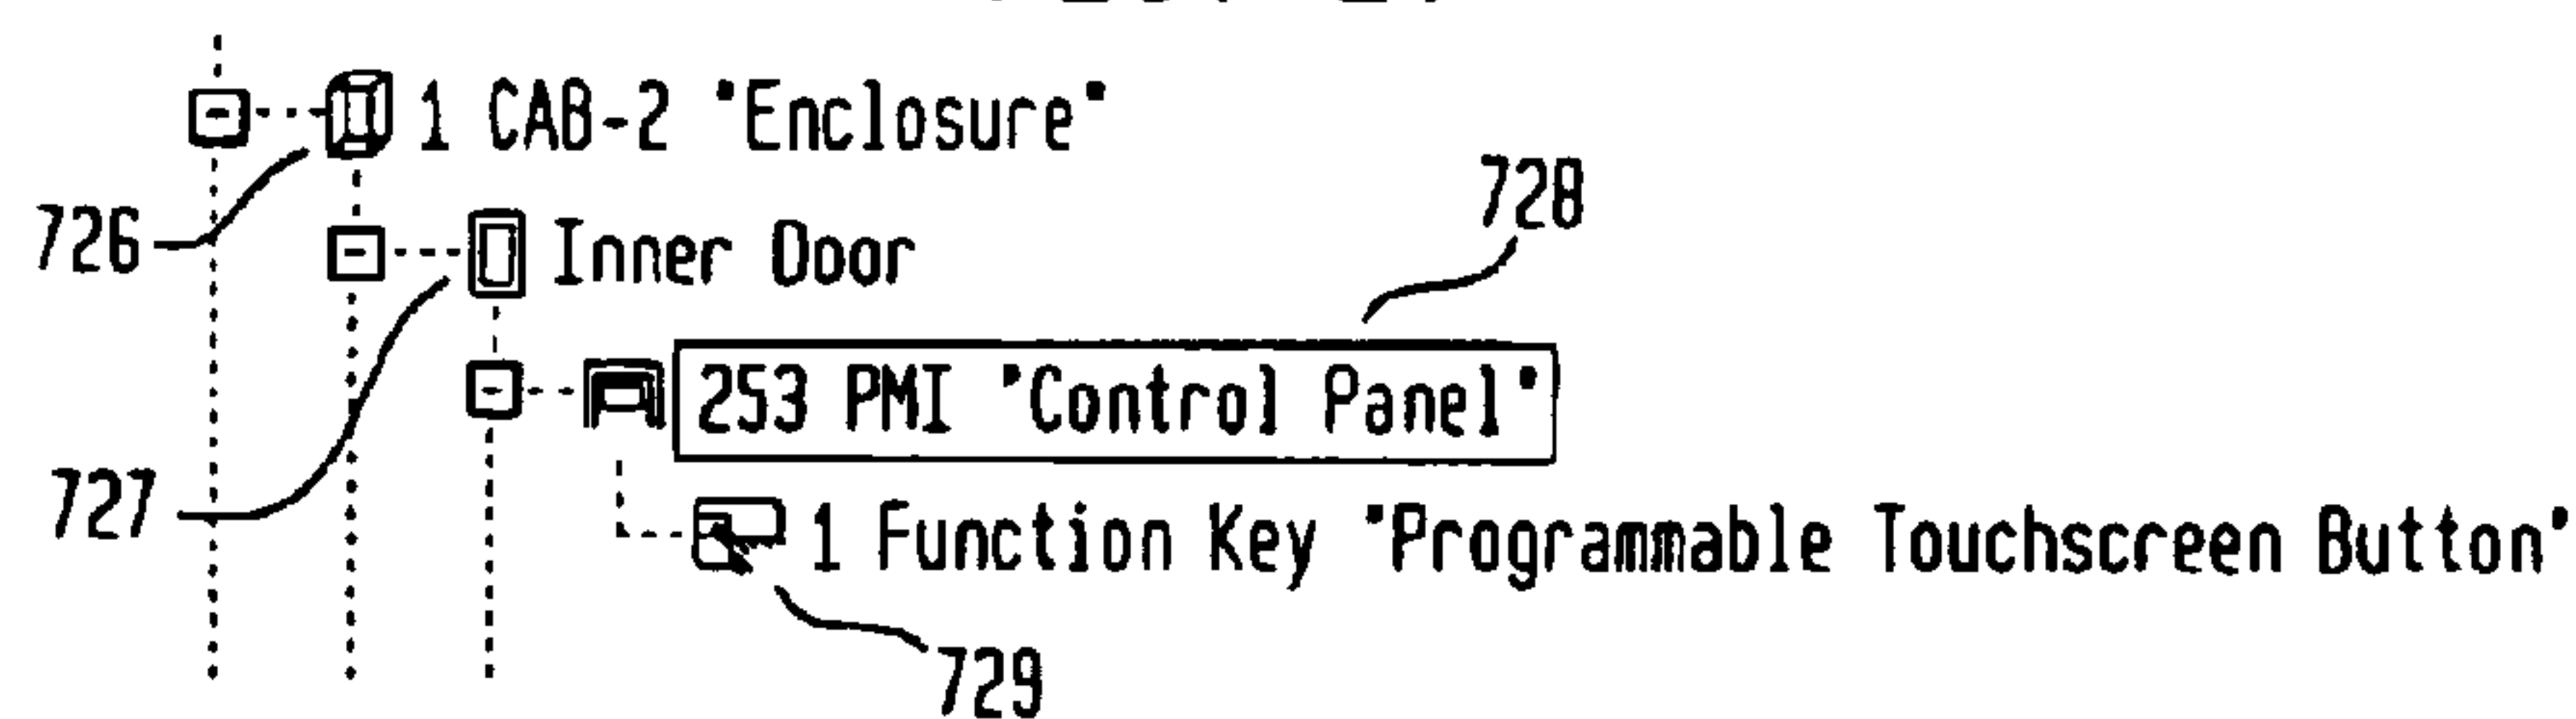 1 CAB-2 "Enclosure"
728
726
Inner Door
253 PMI "Control Panel"
727
1 Function Key "Programmable Touchscreen Button"
729